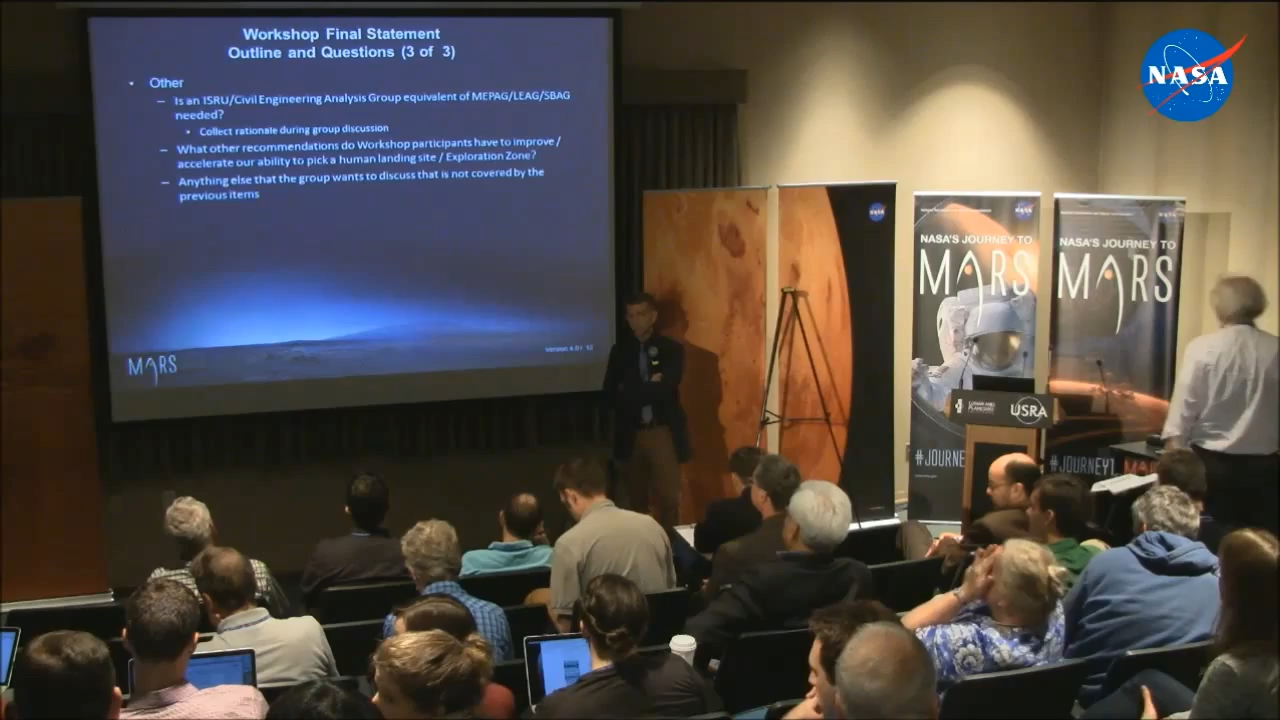 Workshop Final Statement
Outline and Questions (3 of 3)
• Other
– Is an ISRU/Civil Engineering Analysis Group equivalent of MEPAG/LEAG/SBAG
needed?
• Collect rationale during group discussion
– What other recommendations do Workshop participants have to improve /
accelerate our ability to pick a human landing site / Exploration Zone?
– Anything else that the group wants to discuss that is not covered by the
previous items
MARS
NASA
NASA'S JOURNEY TO
MARS
#JOURNE
NASA'S JOURNEY TO
MARS
#JOURNEY
USRA